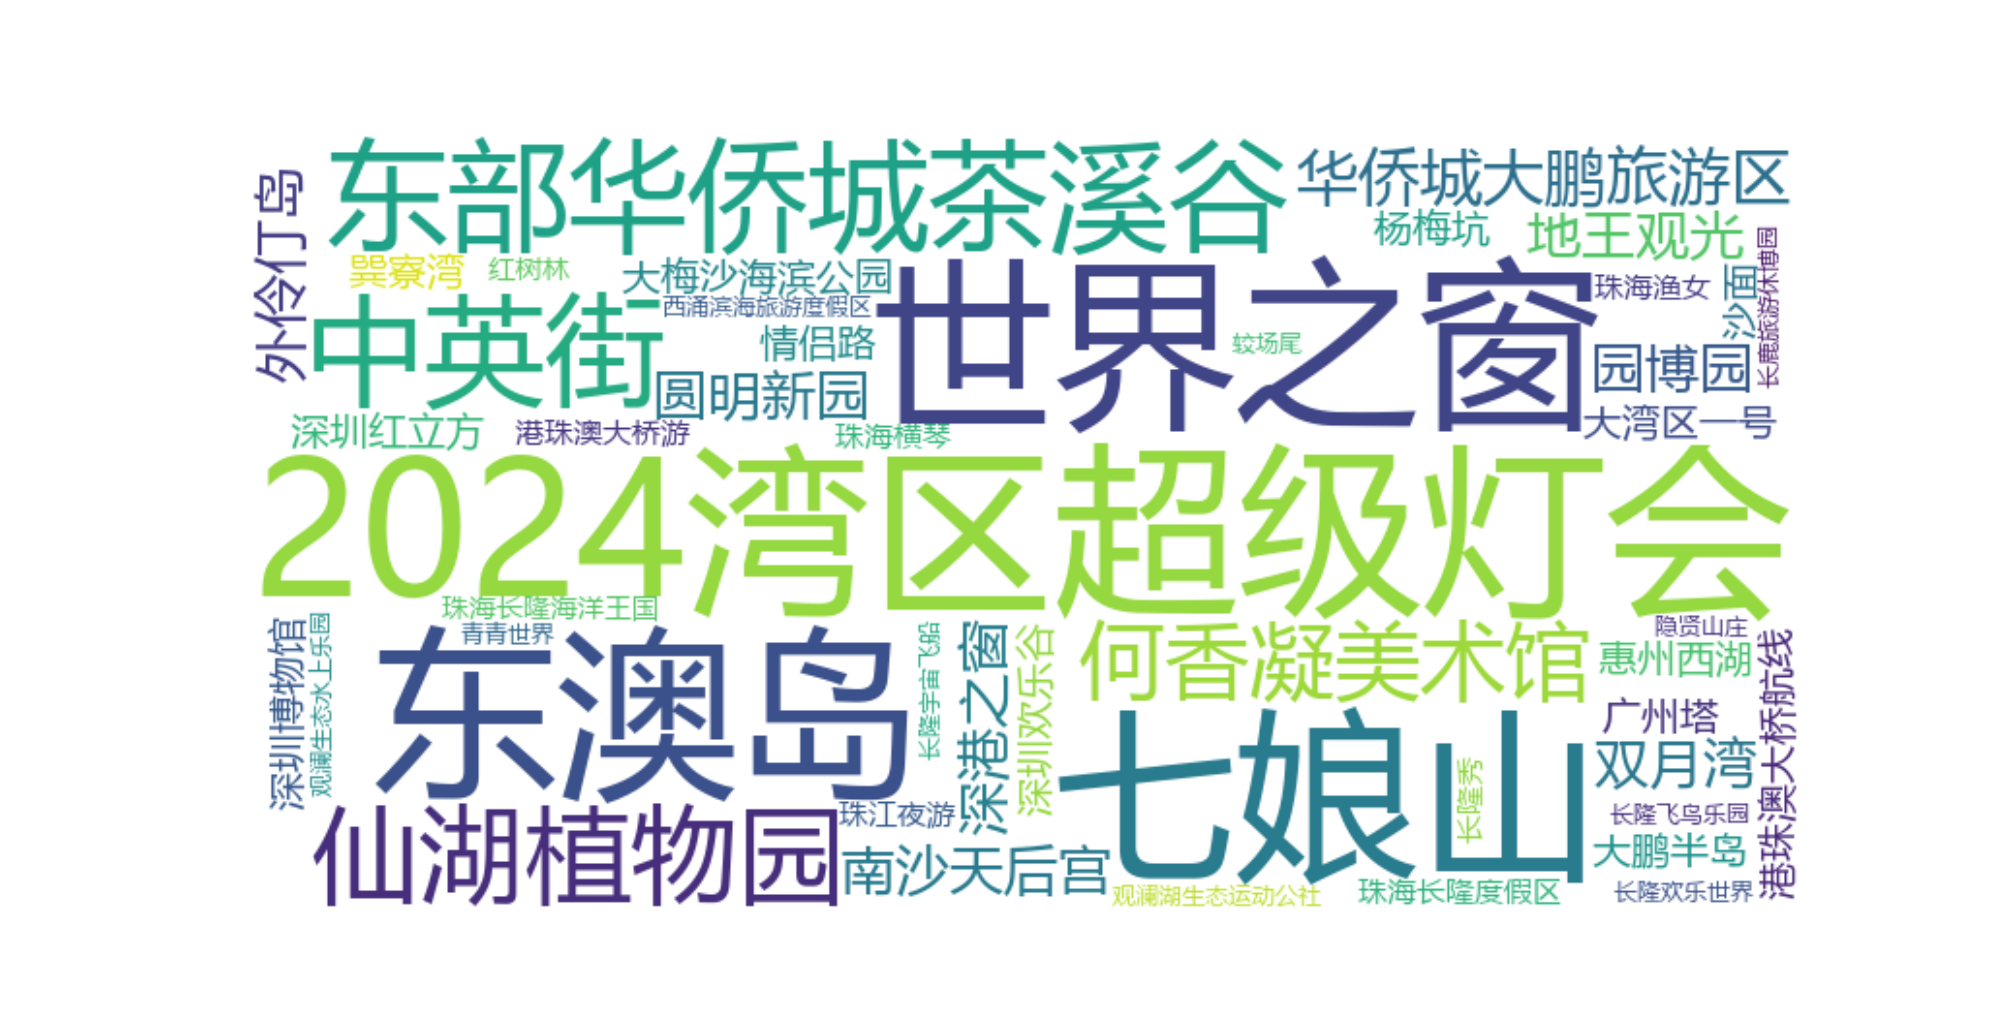 东部华侨城茶溪谷
华侨城大鹏旅游区
外伶仃岛
杨梅坑
地王观光
巽寮湾
红树林
大梅沙海滨公园
世界之窗
珠海渔女
沙面
长鹿旅游休博园
中英街
西涌滨海旅游度假区
情侣路
较场尾
圆明新园
园博园
深圳红立方
港珠澳大桥游
珠海横琴
大湾区一号
2024湾区超级灯会
珠海长隆海洋王国
青青世界
深圳博物馆
观澜生态水上乐园
东澳岛
长隆宇宙飞船
深港之窗
深圳欢乐谷
何香凝美术馆
隐贤山庄
惠州西湖
广州塔
港珠澳大桥航线
七娘山
双月湾
长隆秀
仙湖植物园
珠江夜游
长隆飞鸟乐园
南沙天后宫
大鹏半岛
观澜湖生态运动公社
珠海长隆度假区
长隆欢乐世界